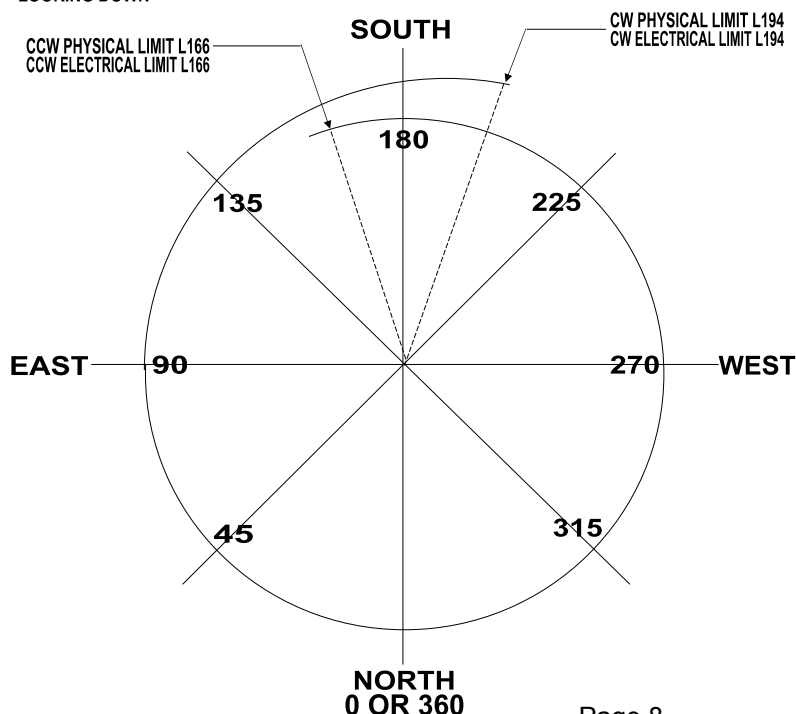 LOOKING DOWN
CCW PHYSICAL LIMIT L166
CCW ELECTRICAL LIMIT L166
SOUTH
CW PHYSICAL LIMIT L194
CW ELECTRICAL LIMIT L194
180
135
225
EAST
90
270
WEST
45
315
NORTH
0 OR 360
Page 8